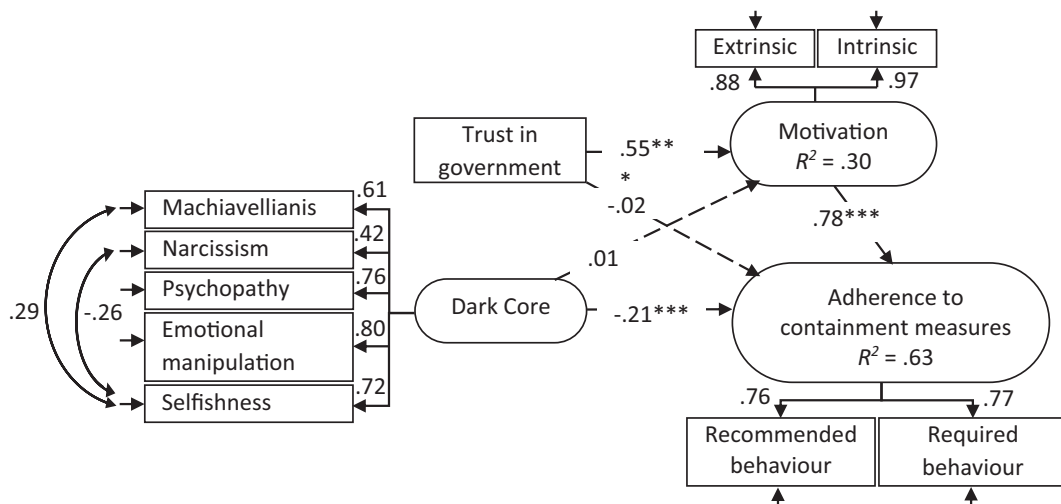 Extrinsic
Intrinsic
.88
.97
Trust in
government
.55**
*
Motivation
R² = .30
-.02
.78***
.01
.61
Machiavellianis
.42
Narcissism
.76
Psychopathy
.80
Emotional
manipulation
.72
Selfishness
.29
-.26
Dark Core
-.21***
Adherence to
containment measures
R² = .63
.76
.77
Recommended
behaviour
Required
behaviour